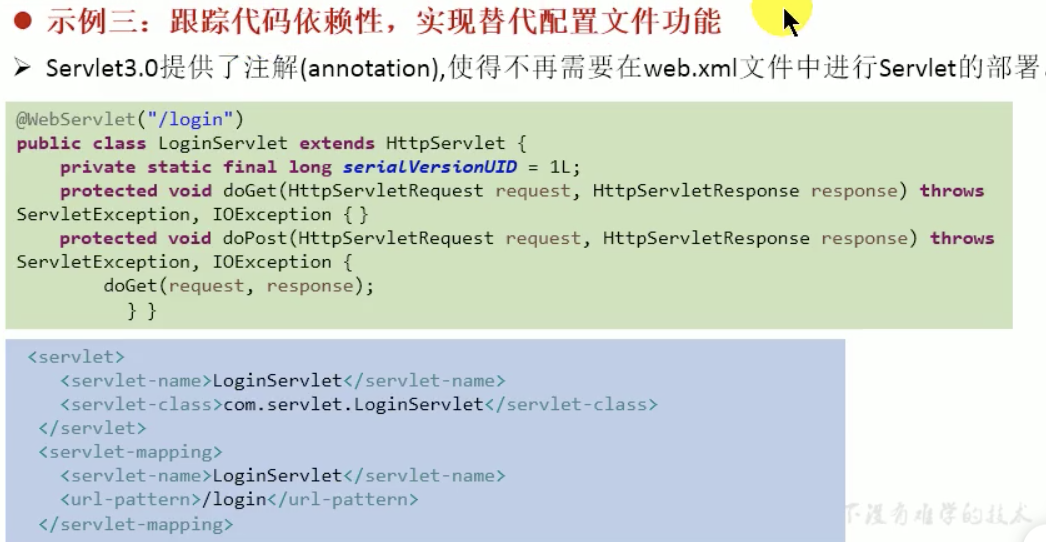 ● 示例三：跟踪代码依赖性，实现替代配置文件功能
➢ Servlet3.0提供了注解(annotation),使得不再需要在web.xml文件中进行Servlet的部署
@WebServlet("/login")
public class LoginServlet extends HttpServlet {
    private static final long serialVersionUID = 1L;
    protected void doGet(HttpServletRequest request, HttpServletResponse response) throws
ServletException, IOException { }
    protected void doPost(HttpServletRequest request, HttpServletResponse response) throws
ServletException, IOException {
        doGet(request, response);
          } }
<servlet>
   <servlet-name>LoginServlet</servlet-name>
   <servlet-class>com.servlet.LoginServlet</servlet-class>
</servlet>
<servlet-mapping>
   <servlet-name>LoginServlet</servlet-name>
   <url-pattern>/login</url-pattern>
</servlet-mapping>
下没有难学的技术